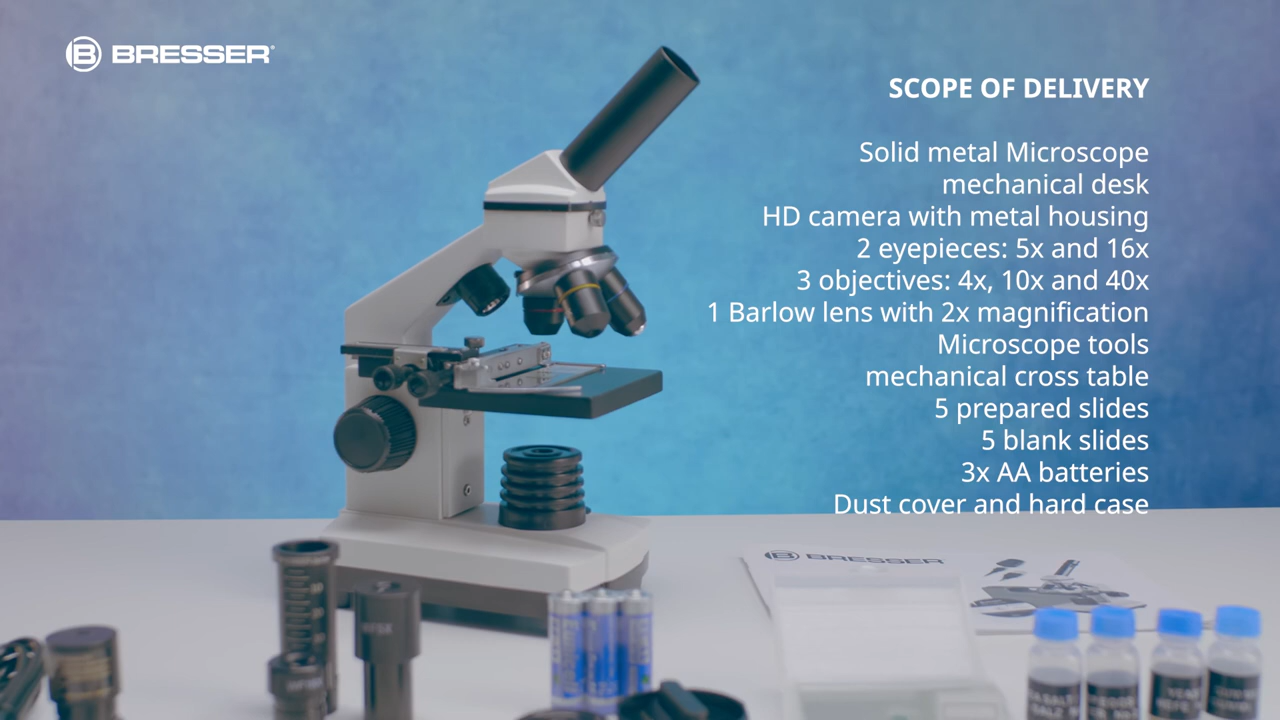 BRESSER
SCOPE OF DELIVERY
Solid metal Microscope
mechanical desk
HD camera with metal housing
2 eyepieces: 5x and 16x
3 objectives: 4x, 10x and 40x
1 Barlow lens with 2x magnification
Microscope tools
mechanical cross table
5 prepared slides
5 blank slides
3x AA batteries
Dust cover and hard case
BRESSER